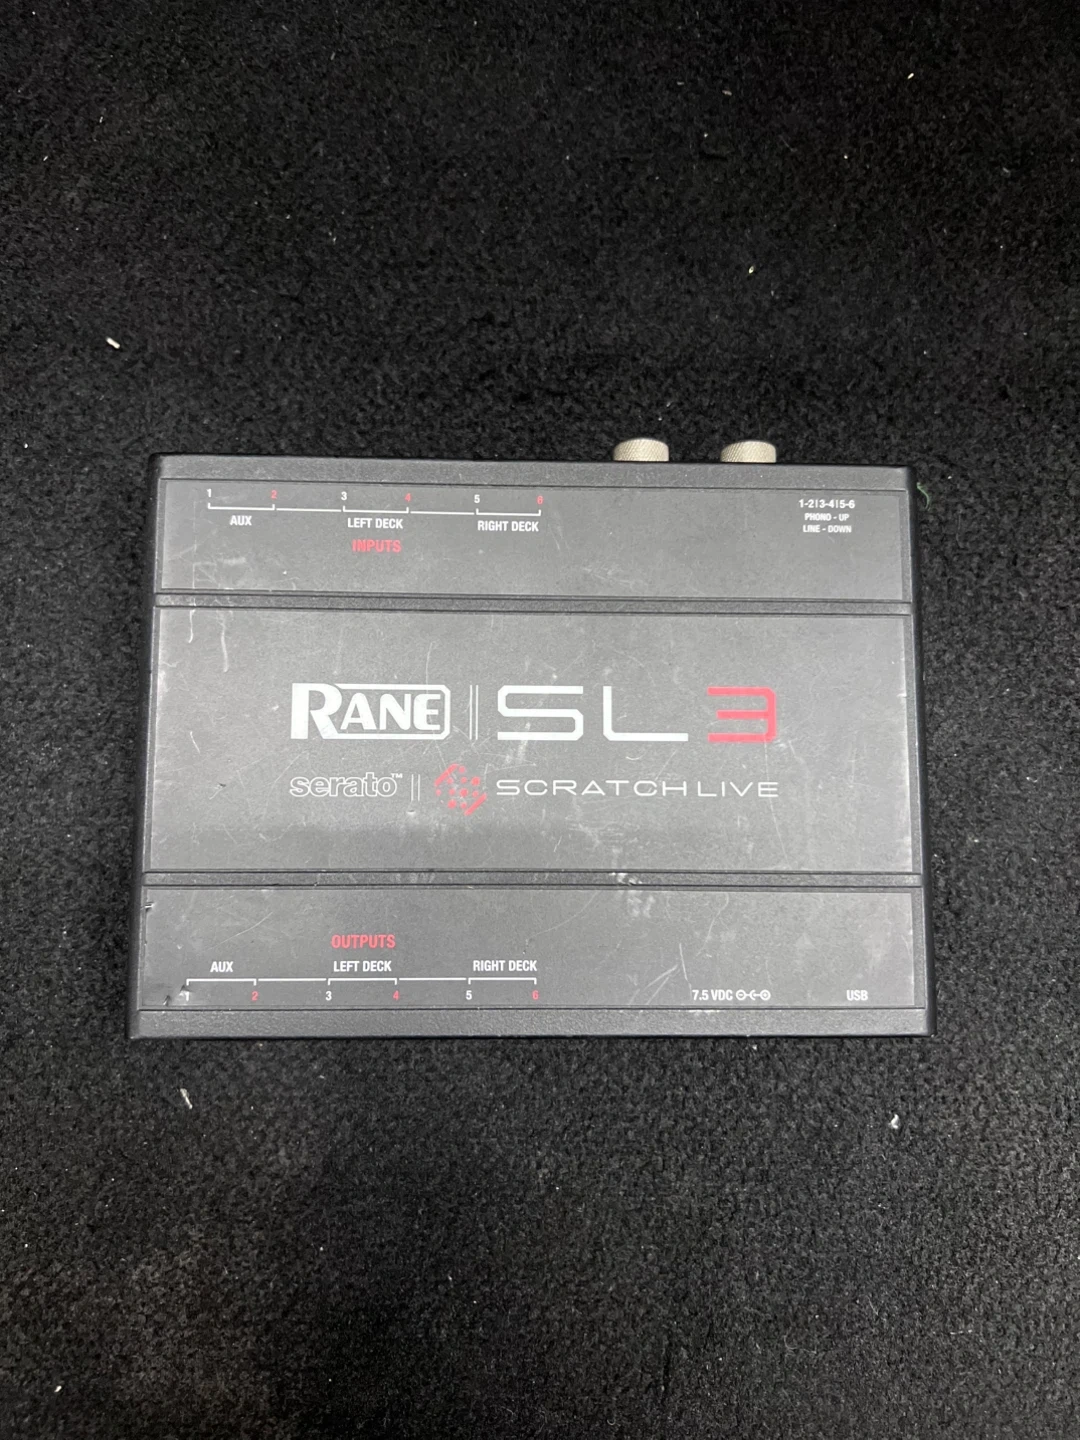 1 2 3 4 5 6
AUX LEFT DECK RIGHT DECK
INPUTS
1-2|3-4|5-6
PHONO - UP
LINE - DOWN
RANE SL3
serato™ SCRATCH LIVE
OUTPUTS
AUX LEFT DECK RIGHT DECK
1 2 3 4 5 6
7.5 VDC
USB